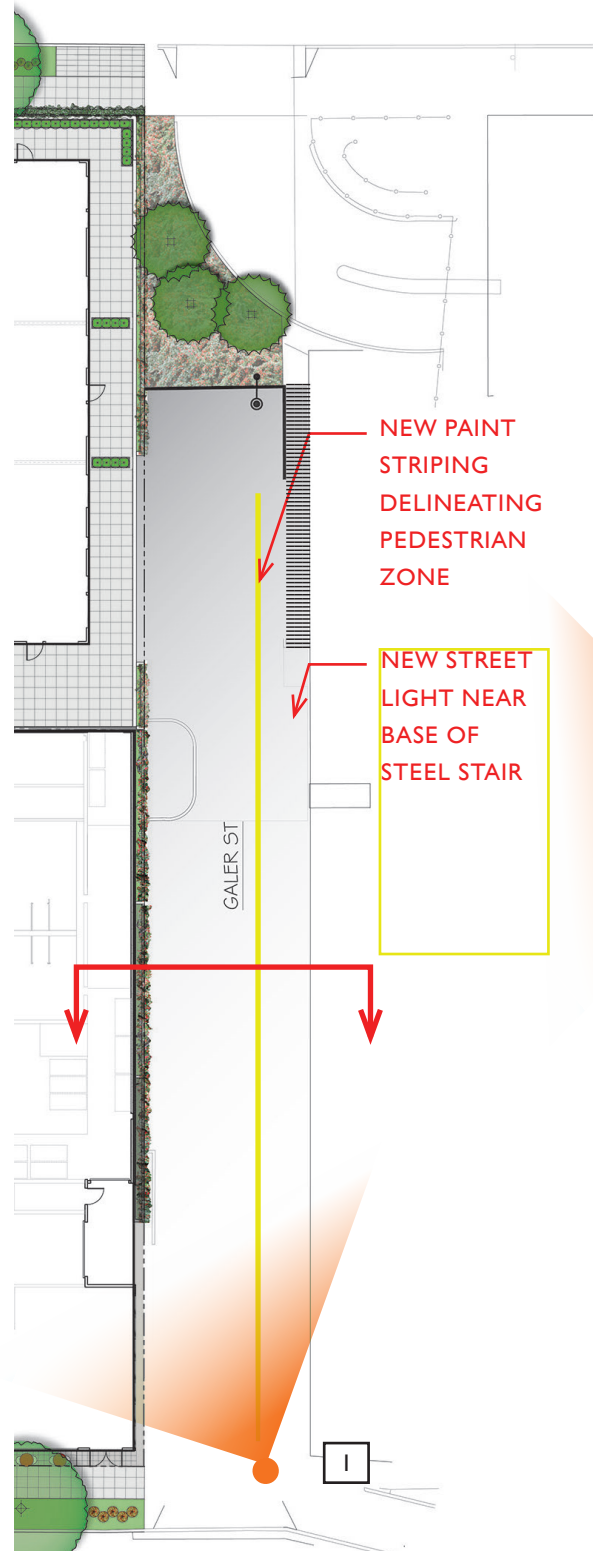 NEW PAINT
STRIPING
DELINEATING
PEDESTRIAN
ZONE
NEW STREET
LIGHT NEAR
BASE OF
STEEL STAIR
GALER ST
1